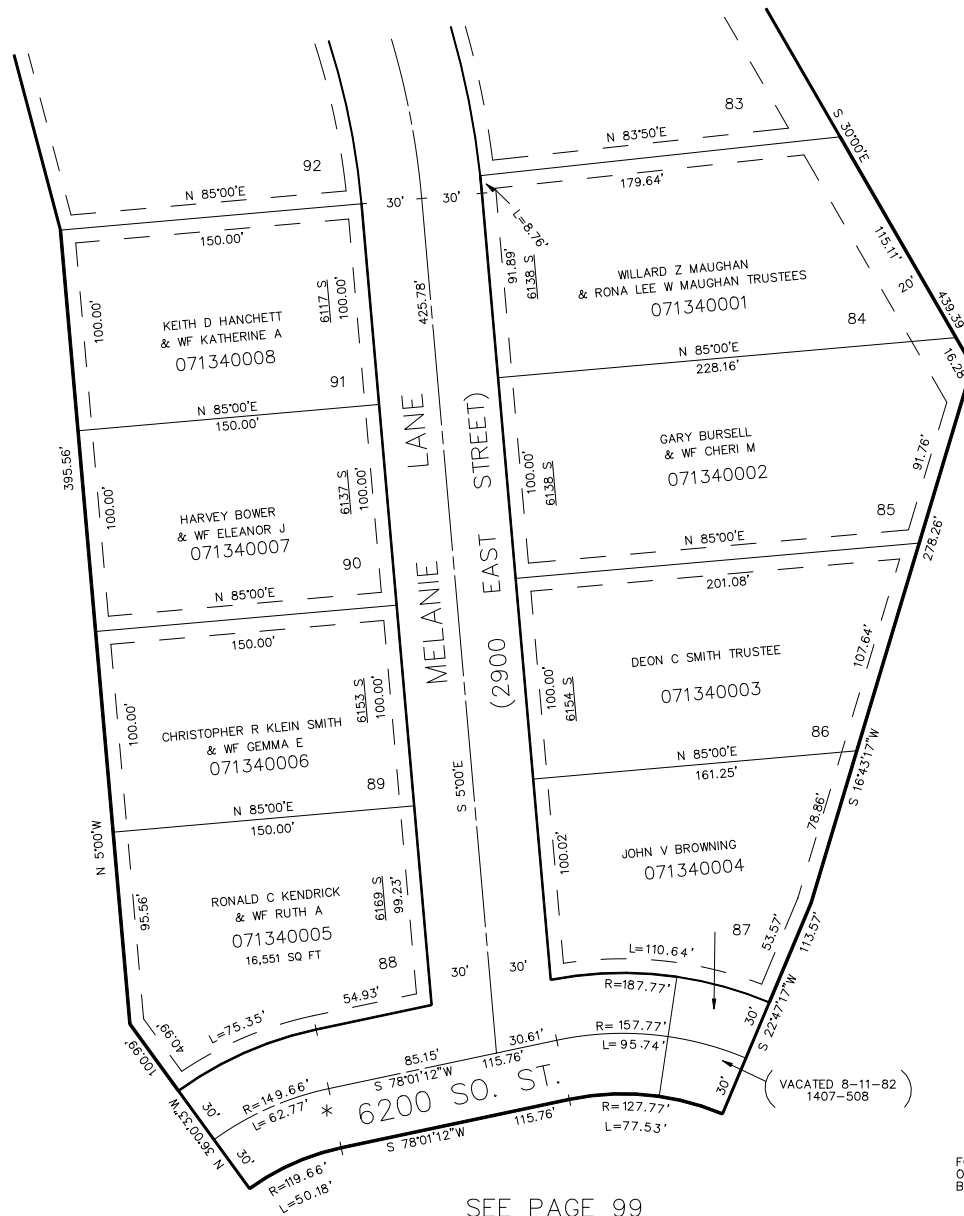 83
N 83°50'E
S 30°00'E
92
N 85°00'E
30'
30'
179.64'
150.00'
L=8.76'
91.89'
6138 S
WILLARD Z MAUGHAN
& RONA LEE W MAUGHAN TRUSTEES
071340001
115.11'
20'
439.39
84
100.00'
KEITH D HANCHETT
& WF KATHERINE A
071340008
6117 S
100.00'
425.78'
N 85°00'E
228.16'
16.28
91
N 85°00'E
150.00'
395.56'
MELANIE LANE
(2900 EAST STREET)
GARY BURSELL
& WF CHERI M
071340002
100.00'
6138 S
91.76'
85
100.00'
HARVEY BOWER
& WF ELEANOR J
071340007
6137 S
100.00'
90
N 85°00'E
278.26'
201.08'
N 85°00'E
150.00'
DEON C SMITH TRUSTEE
071340003
100.00'
6154 S
107.64'
86
100.00'
CHRISTOPHER R KLEIN SMITH
& WF GEMMA E
071340006
6153 S
100.00'
89
S 5°00'E
N 85°00'E
161.25'
S 16°43'17"W
78.86'
N 85°00'E
150.00'
N 5°00'W
100.02'
JOHN V BROWNING
071340004
95.56'
RONALD C KENDRICK
& WF RUTH A
071340005
16,551 SQ FT
6169 S
99.23'
88
87
53.57'
113.57'
L=110.64'
30'
30'
54.93'
R=187.77'
L=75.35'
40.99'
100.99'
30'
S 22°47'17"W
R=157.77'
L=95.74'
30.61'
85.15'
115.76'
S 78°01'12"W
R=149.66'
L=62.77'
* 6200 SO. ST.
30'
VACATED 8-11-82
1407-508
N 36°00'33"W
30'
30'
R=127.77'
L=77.53'
115.76'
S 78°01'12"W
R=119.66'
L=50.18'
SEE PAGE 99